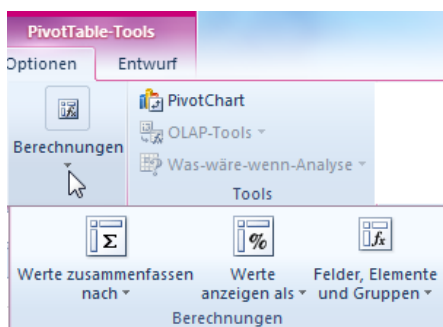 PivotTable-Tools
Optionen Entwurf
Berechnungen
PivotChart
OLAP-Tools
Was-wäre-wenn-Analyse
Tools
Werte zusammenfassen
nach
Werte
anzeigen als
Felder, Elemente
und Gruppen
Berechnungen